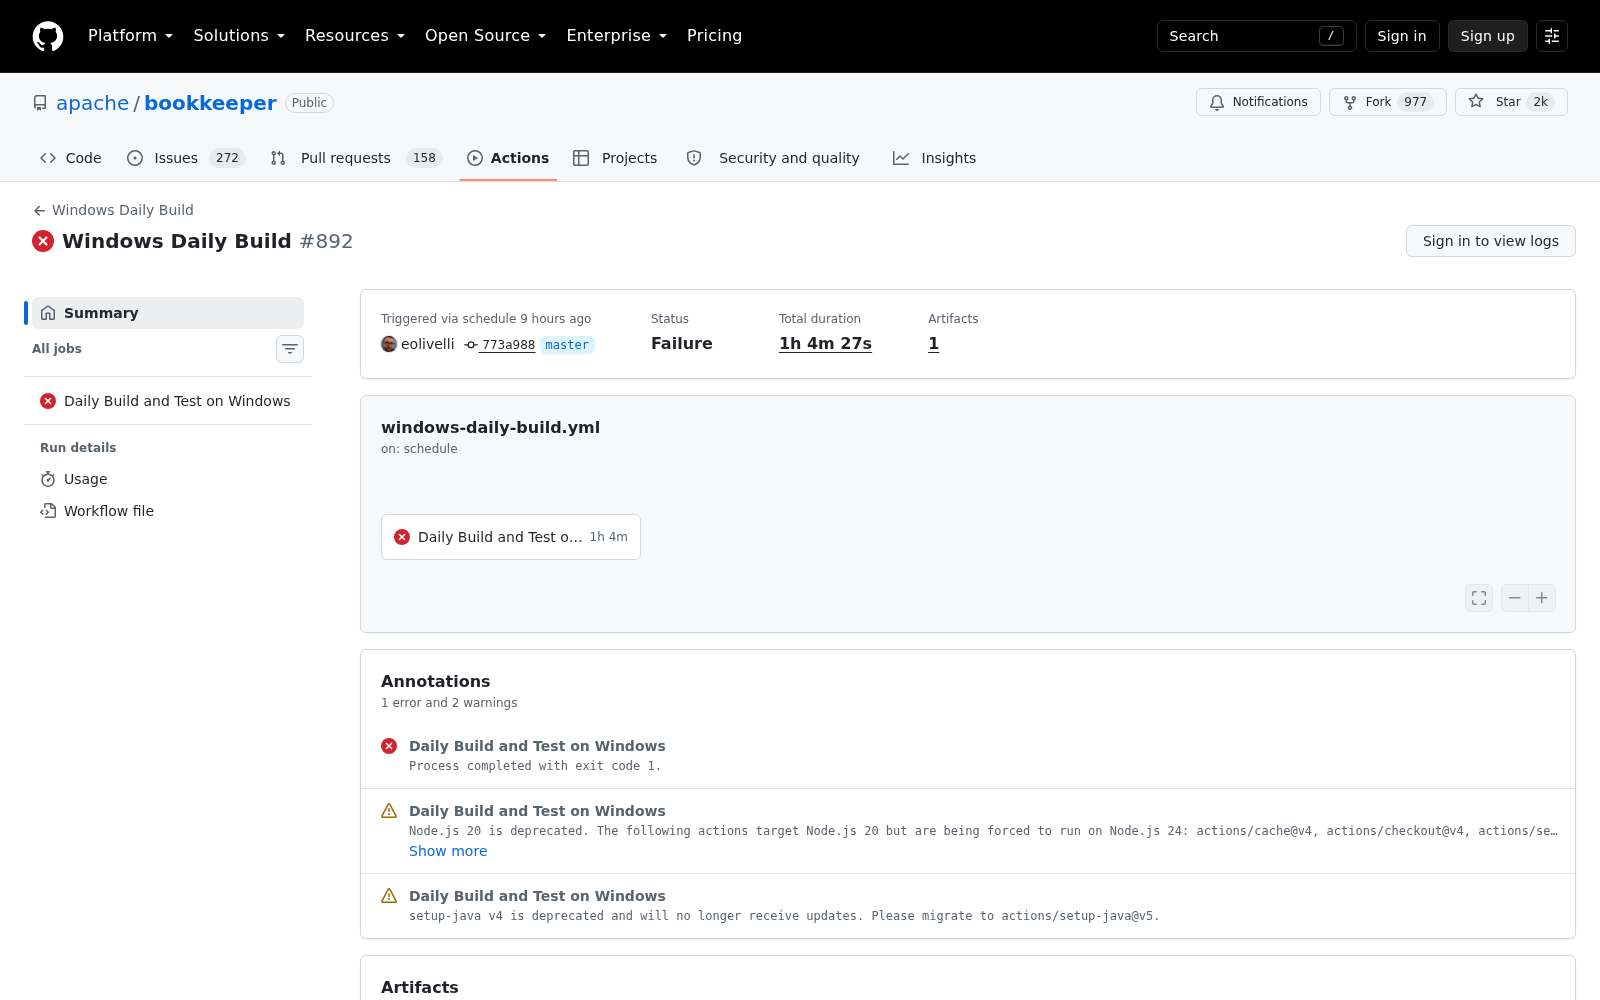 Platform Solutions Resources Open Source Enterprise Pricing Search / Sign in Sign up
apache / bookkeeper Public Notifications Fork 977 Star 2k
Code Issues 272 Pull requests 158 Actions Projects Security and quality Insights
Windows Daily Build
Windows Daily Build #892 Sign in to view logs
Summary
All jobs
Daily Build and Test on Windows
Run details
Usage
Workflow file
Triggered via schedule 9 hours ago Status Total duration Artifacts
eolivelli 773a988 master Failure 1h 4m 27s 1
windows-daily-build.yml
on: schedule
Daily Build and Test o… 1h 4m
Annotations
1 error and 2 warnings
Daily Build and Test on Windows
Process completed with exit code 1.
Daily Build and Test on Windows
Node.js 20 is deprecated. The following actions target Node.js 20 but are being forced to run on Node.js 24: actions/cache@v4, actions/checkout@v4, actions/se…
Show more
Daily Build and Test on Windows
setup-java v4 is deprecated and will no longer receive updates. Please migrate to actions/setup-java@v5.
Artifacts